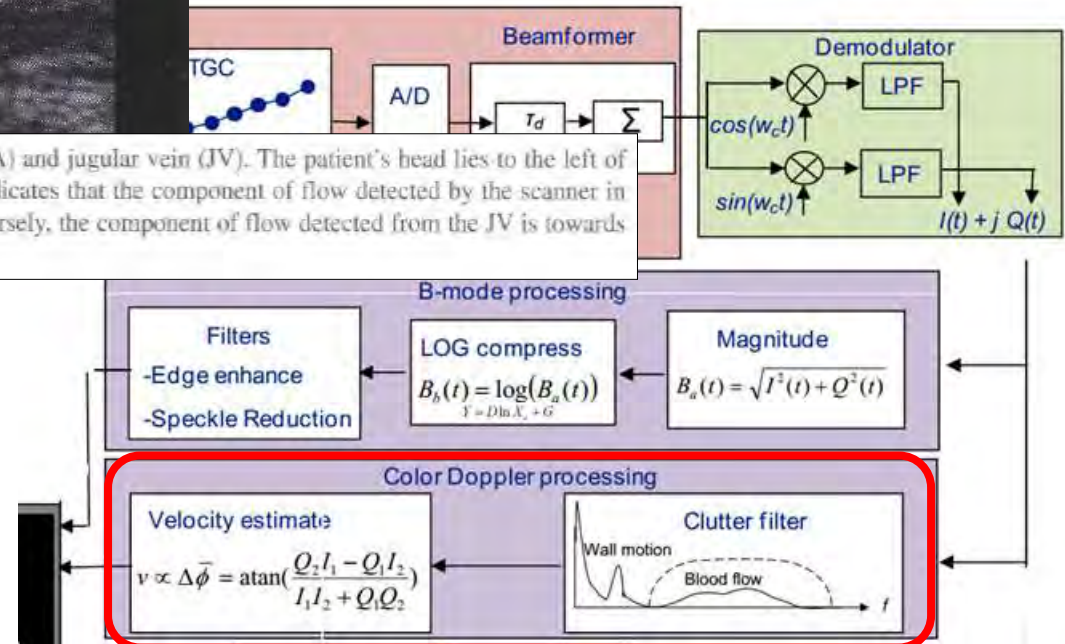 Beamformer
TGC
A/D
τd
Σ
Demodulator
LPF
cos(wct)
LPF
sin(wct)
I(t) + j Q(t)
and jugular vein (JV). The patient's head lies to the left of
that the component of flow detected by the scanner in
the component of flow detected from the JV is towards
B-mode processing
Filters
-Edge enhance
-Speckle Reduction
LOG compress
Bb(t) = log(Ba(t))
Magnitude
Ba(t) = √I²(t) + Q²(t)
Color Doppler processing
Velocity estimate
v ∝ Δφ̄ = atan(Q₂I₁ − Q₁I₂ / I₁I₂ + Q₁Q₂)
Clutter filter
Wall motion
Blood flow
f